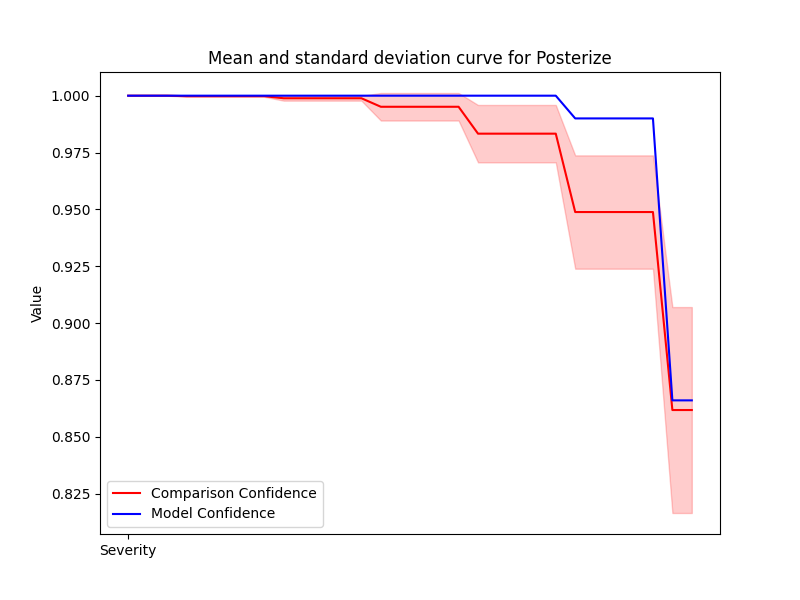 Mean and standard deviation curve for Posterize
1.000
0.975
0.950
0.925
0.900
0.875
0.850
0.825
Value
Comparison Confidence
Model Confidence
Severity